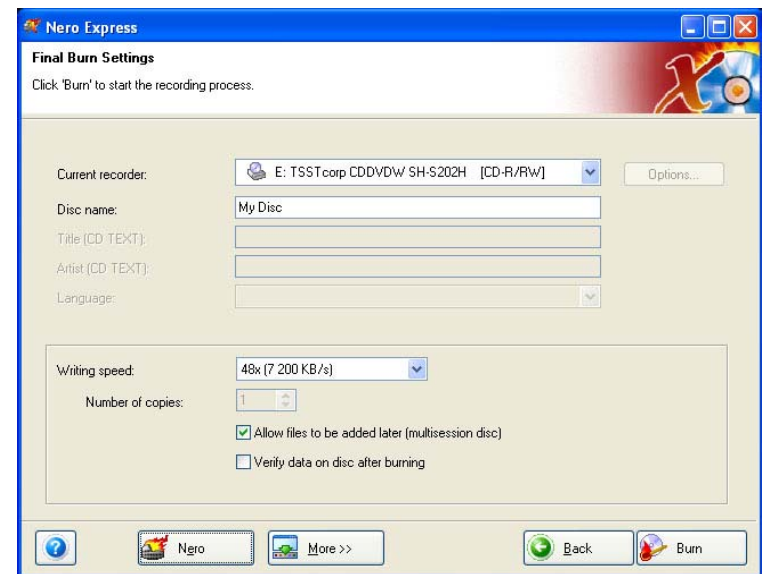 Nero Express
Final Burn Settings
Click 'Burn' to start the recording process.
Current recorder: E: TSSTcorp CDDVDW SH-S202H [CD-R/RW] Options...
Disc name: My Disc
Title (CD TEXT):
Artist (CD TEXT):
Language:
Writing speed: 48x (7 200 KB/s)
Number of copies: 1
Allow files to be added later (multisession disc)
Verify data on disc after burning
Nero More >> Back Burn